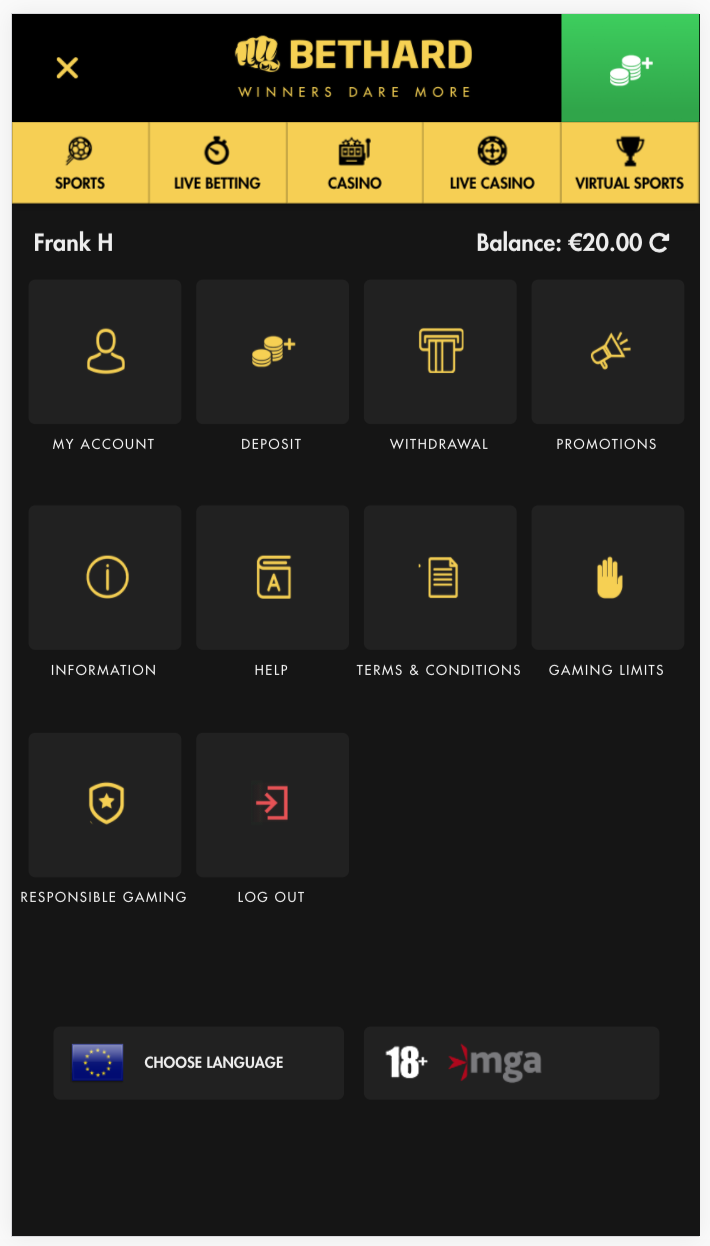 BETHARD
WINNERS DARE MORE
SPORTS
LIVE BETTING
CASINO
LIVE CASINO
VIRTUAL SPORTS
Frank H
Balance: €20.00
MY ACCOUNT
DEPOSIT
WITHDRAWAL
PROMOTIONS
A
INFORMATION
HELP
TERMS & CONDITIONS
GAMING LIMITS
RESPONSIBLE GAMING
LOG OUT
CHOOSE LANGUAGE
18+
mga